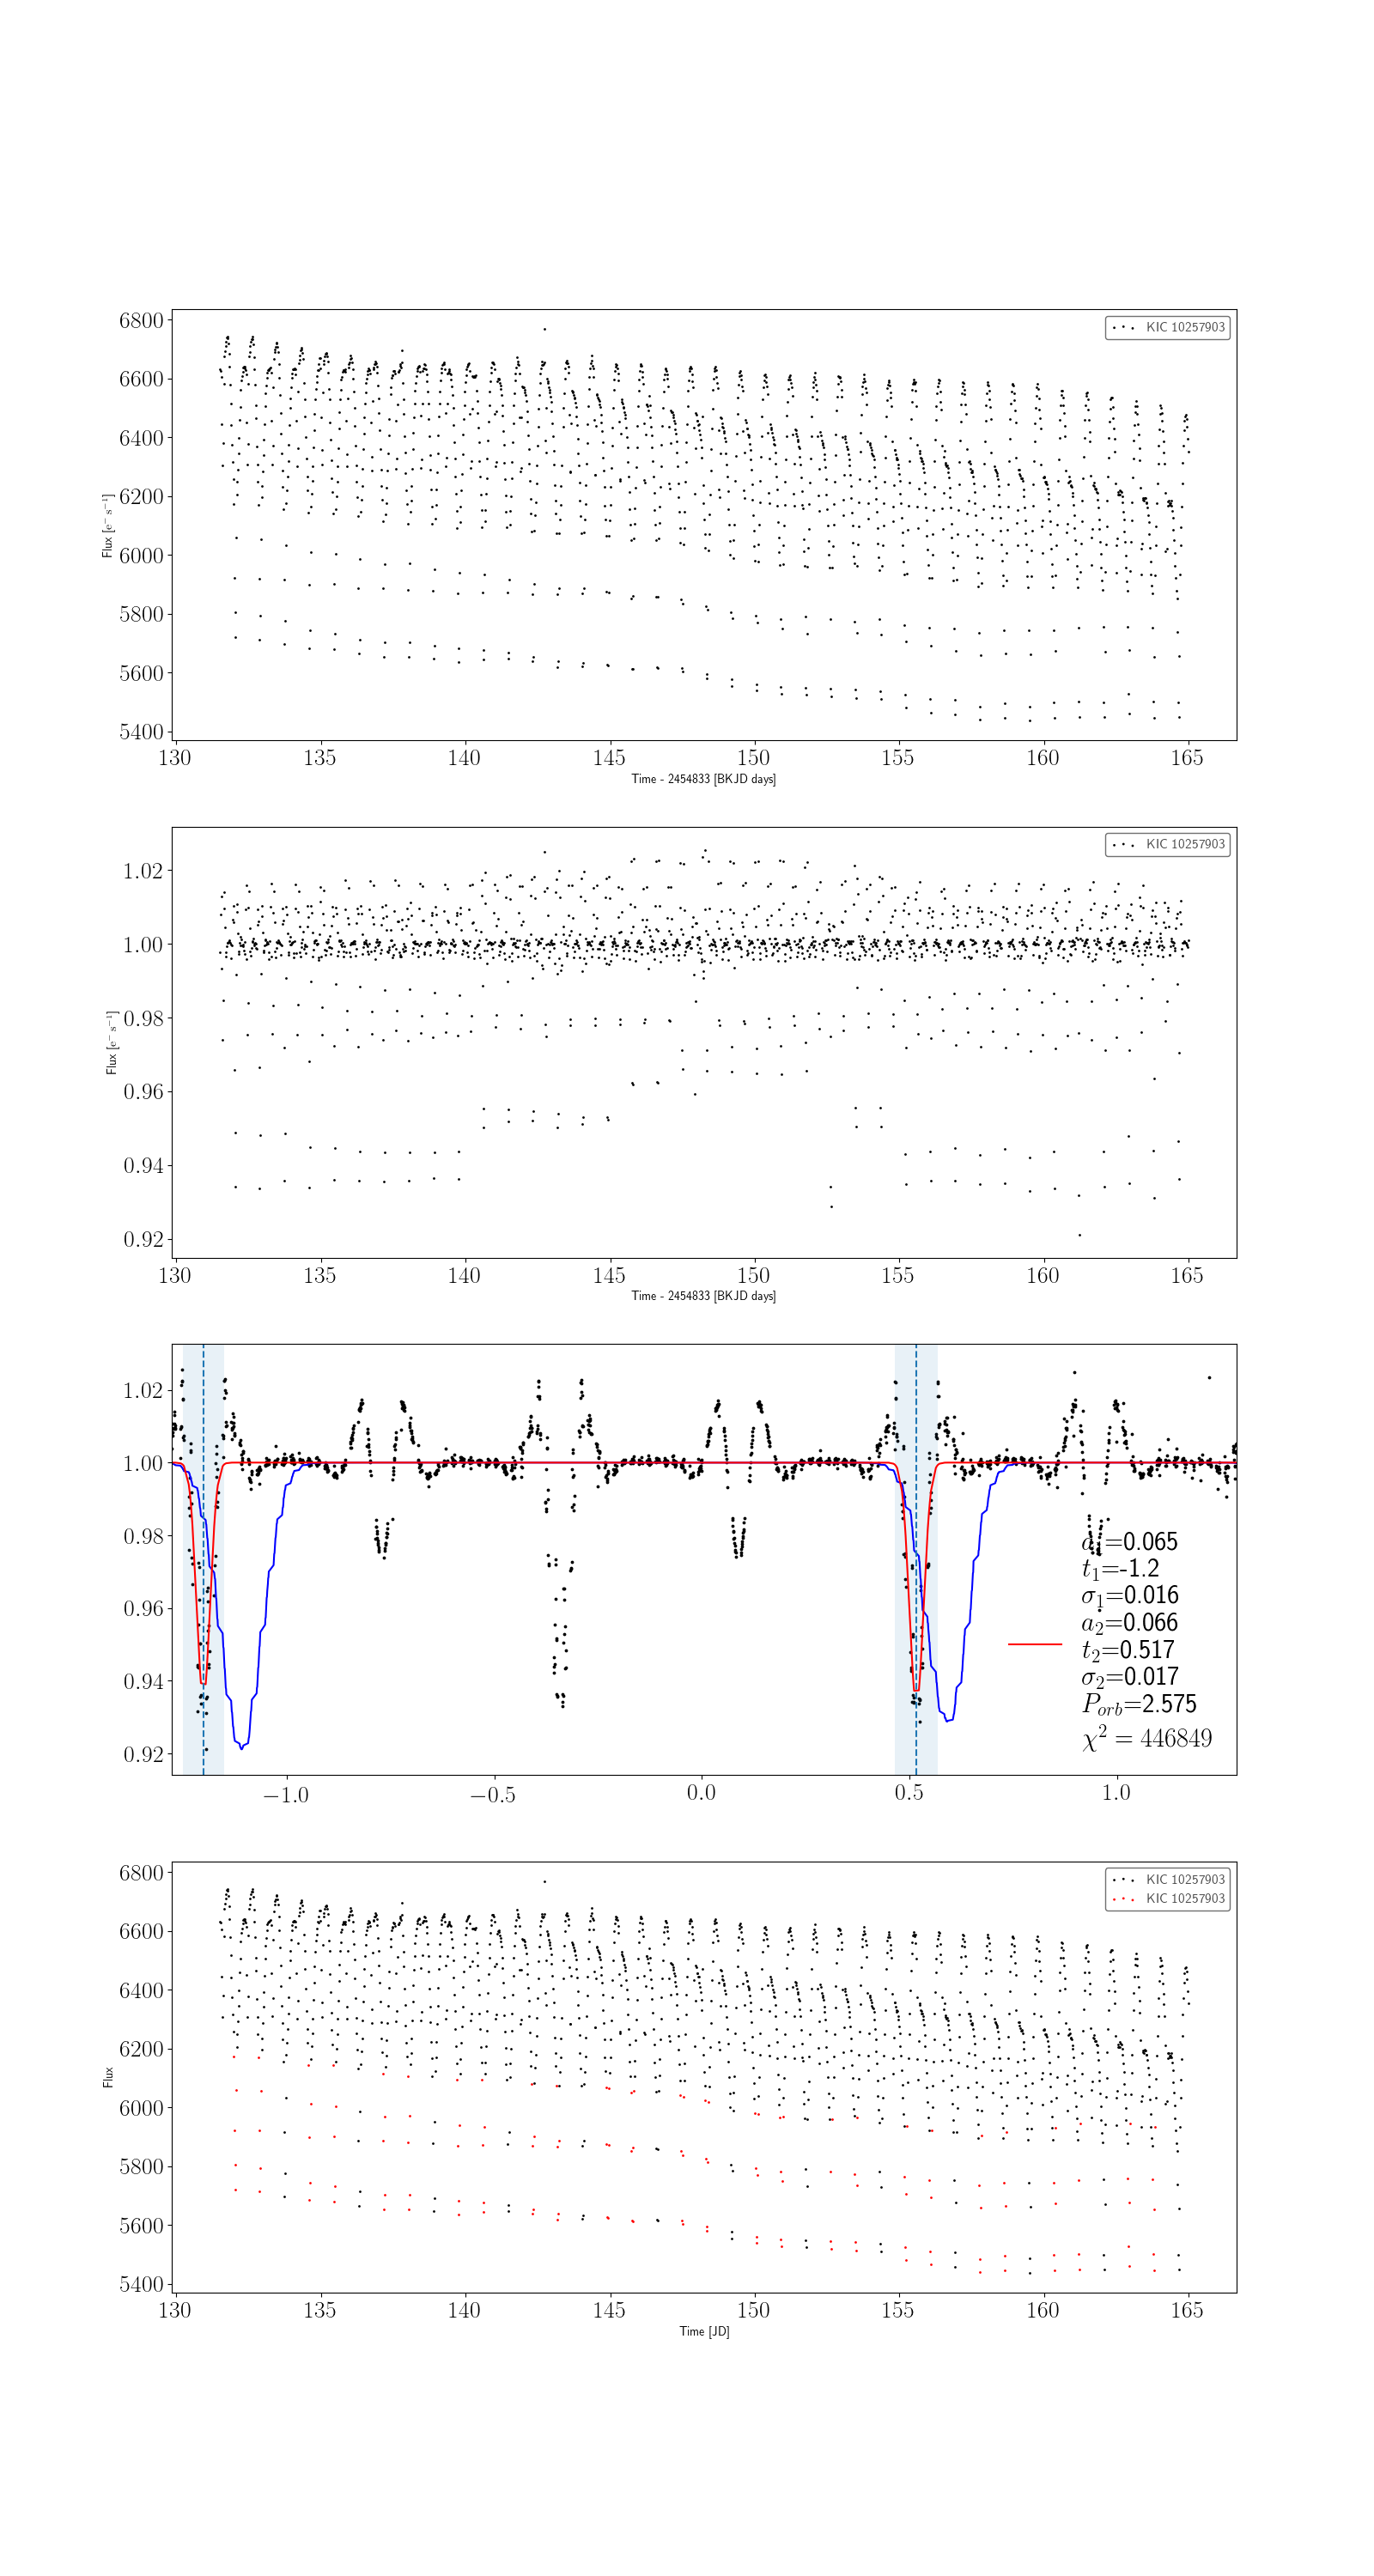 6800
6600
6400
6200
6000
5800
5600
5400
Flux [e⁻ s⁻¹]
KIC 10257903
130 135 140 145 150 155 160 165
Time - 2454833 [BKJD days]
1.02
1.00
0.98
0.96
0.94
0.92
Flux [e⁻ s⁻¹]
KIC 10257903
130 135 140 145 150 155 160 165
Time - 2454833 [BKJD days]
1.02
1.00
0.98
0.96
0.94
0.92
a₁=0.065
t₁=-1.2
σ₁=0.016
a₂=0.066
t₂=0.517
σ₂=0.017
P_orb=2.575
χ² = 446849
−1.0 −0.5 0.0 0.5 1.0
6800
6600
6400
6200
6000
5800
5600
5400
Flux
KIC 10257903
KIC 10257903
130 135 140 145 150 155 160 165
Time [JD]